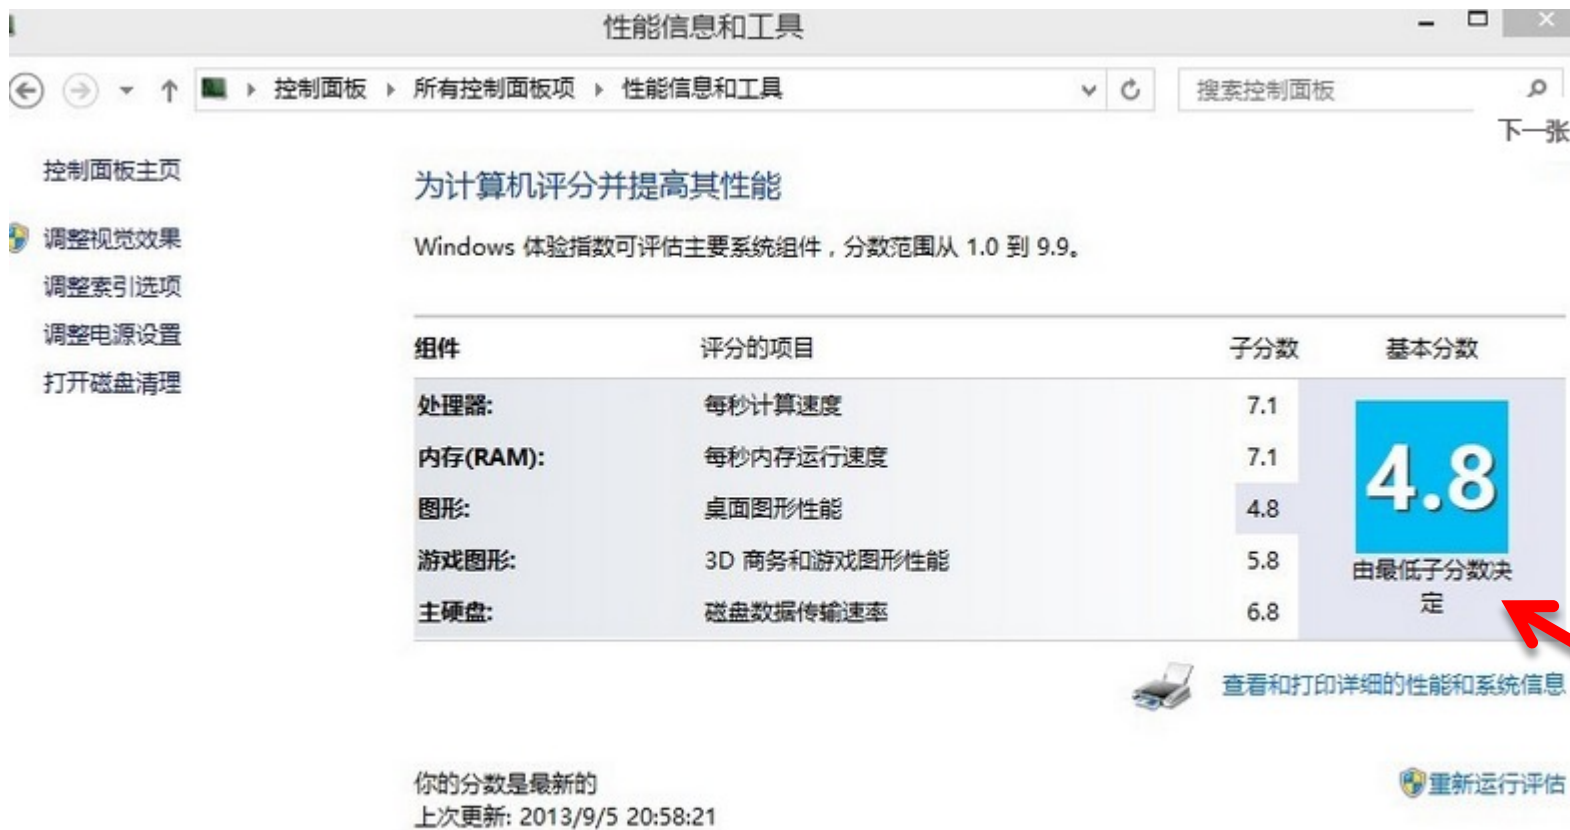 性能信息和工具
控制面板 所有控制面板项 性能信息和工具 搜索控制面板
下一张
控制面板主页
调整视觉效果
调整索引选项
调整电源设置
打开磁盘清理
为计算机评分并提高其性能
Windows 体验指数可评估主要系统组件，分数范围从 1.0 到 9.9。
组件 评分的项目 子分数 基本分数
处理器: 每秒计算速度 7.1
内存(RAM): 每秒内存运行速度 7.1
图形: 桌面图形性能 4.8
游戏图形: 3D 商务和游戏图形性能 5.8
主硬盘: 磁盘数据传输速率 6.8
4.8
由最低子分数决
定
查看和打印详细的性能和系统信息
你的分数是最新的
上次更新: 2013/9/5 20:58:21
重新运行评估